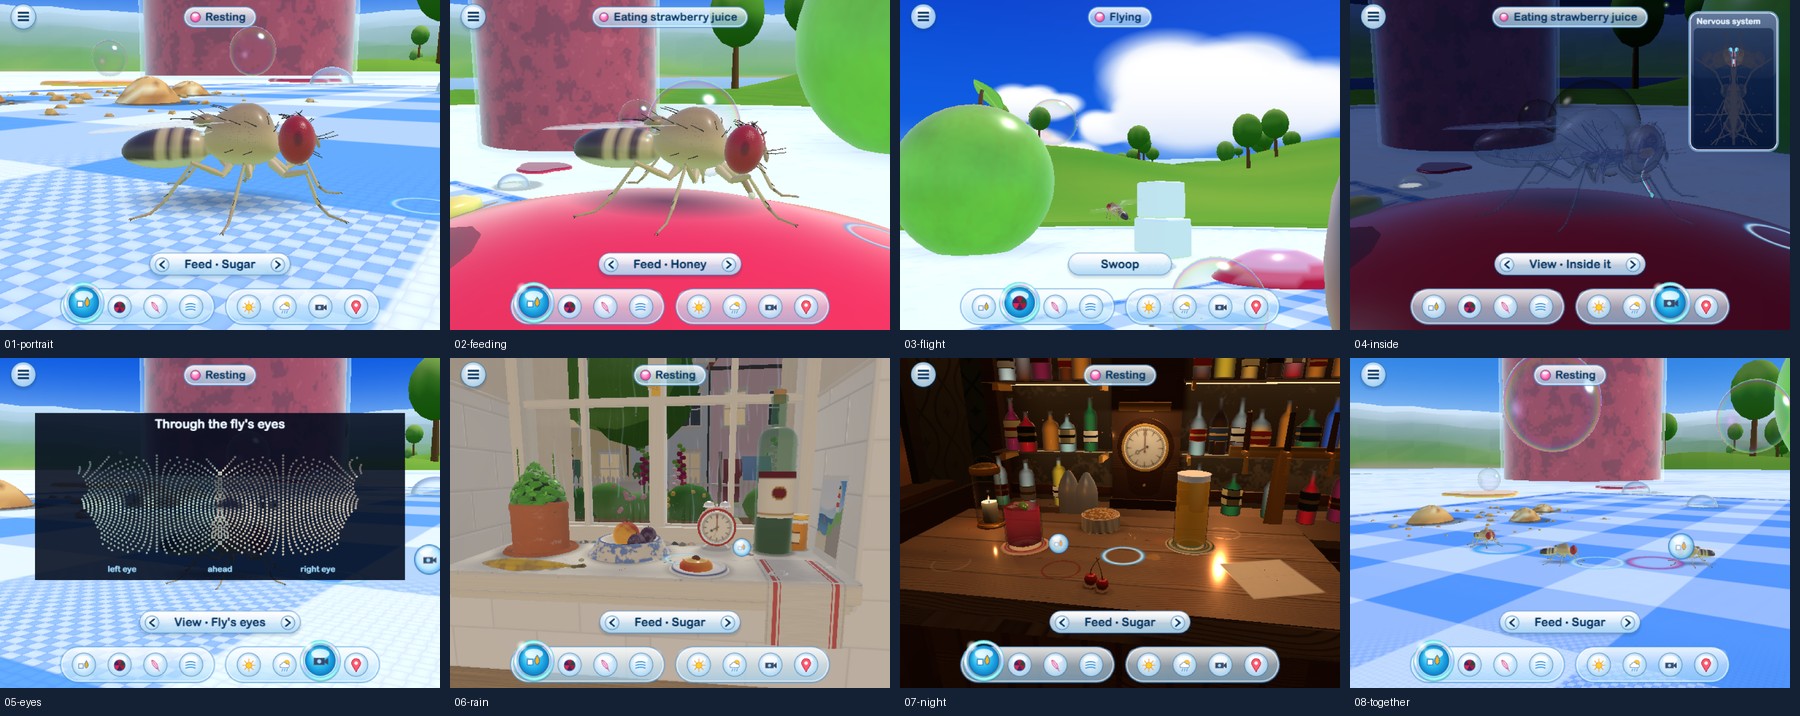 Resting
Feed · Sugar
01-portrait
Eating strawberry juice
Feed · Honey
02-feeding
Flying
Swoop
03-flight
Eating strawberry juice
Nervous system
View · Inside it
04-inside
Resting
Through the fly's eyes
left eye
ahead
right eye
View · Fly's eyes
05-eyes
Resting
Feed · Sugar
06-rain
Resting
Feed · Sugar
07-night
Resting
Feed · Sugar
08-together